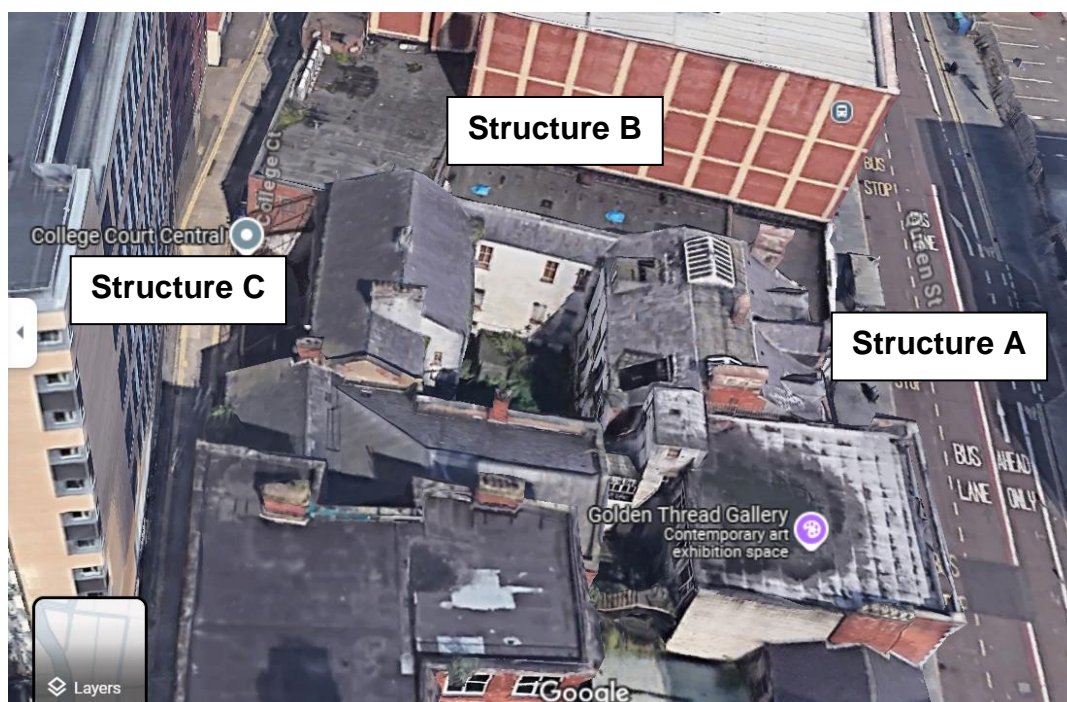 Structure B
BUS
STOP
College Ct
College Court Central
Queen St
LANE
Structure C
Structure A
BUS AHEAD
LANE ONLY
Golden Thread Gallery
Contemporary art
exhibition space
Layers
Google